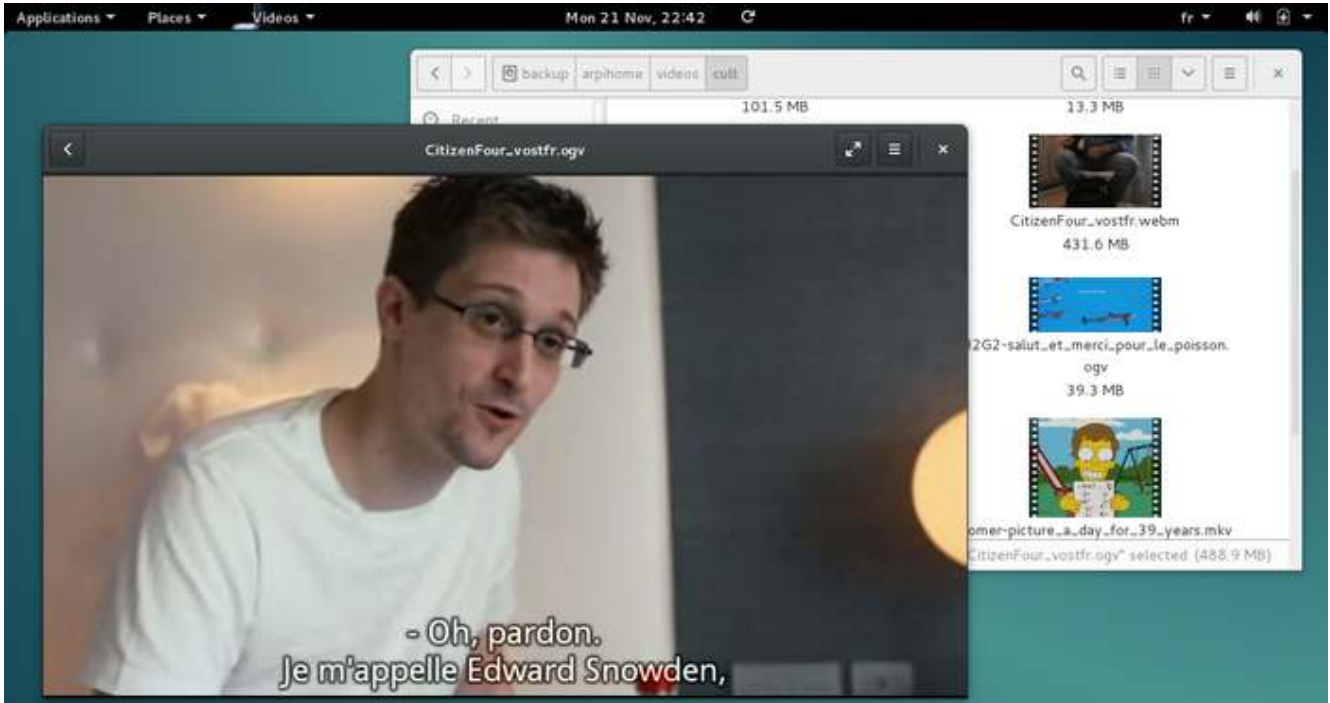 Applications Places Videos Mon 21 Nov, 22:42 fr
backup arpihome videos cult
Recent
101.5 MB 13.3 MB
CitizenFour_vostfr.ogv
CitizenFour_vostfr.webm
431.6 MB
2G2-salut_et_merci_pour_le_poisson.
ogv
39.3 MB
omer-picture_a_day_for_39_years.mkv
CitizenFour_vostfr.ogv" selected (488.9 MB)
- Oh, pardon.
Je m'appelle Edward Snowden,